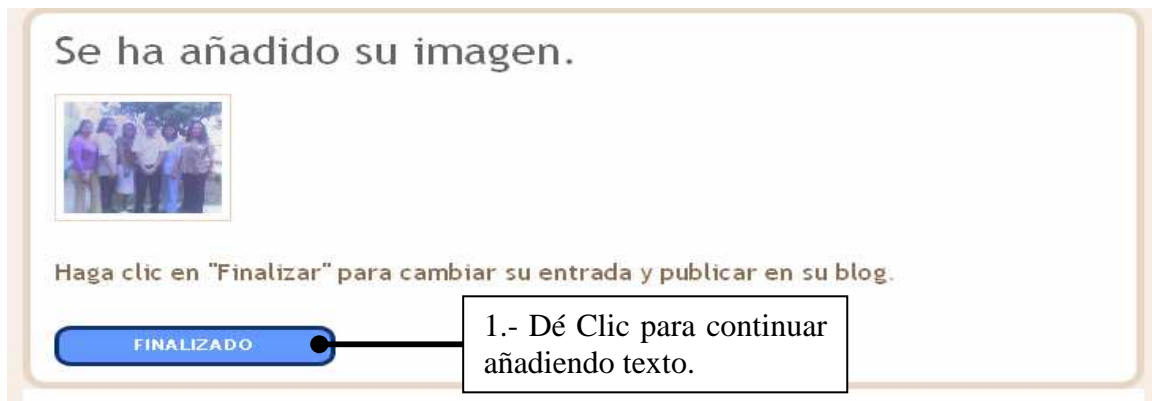 Se ha añadido su imagen.
Haga clic en "Finalizar" para cambiar su entrada y publicar en su blog.
FINALIZADO
1.- Dé Clic para continuar
añadiendo texto.